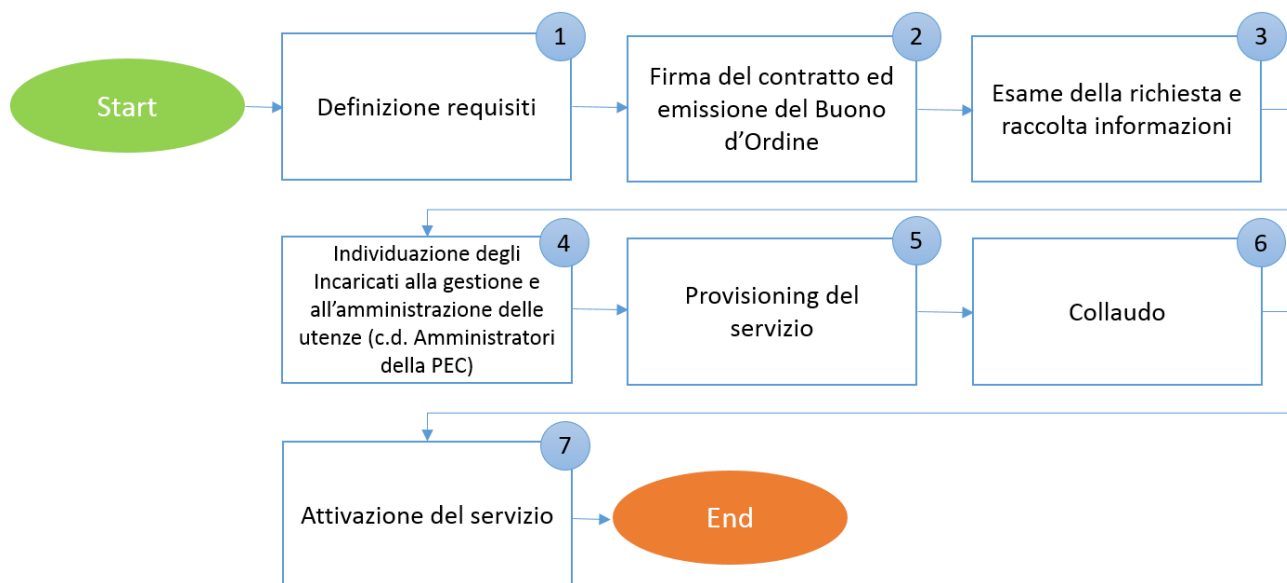 1
2
3
Start
Definizione requisiti
Firma del contratto ed
emissione del Buono
d'Ordine
Esame della richiesta e
raccolta informazioni
4
5
6
Individuazione degli
Incaricati alla gestione e
all'amministrazione delle
utenze (c.d. Amministratori
della PEC)
Provisioning del
servizio
Collaudo
7
Attivazione del servizio
End